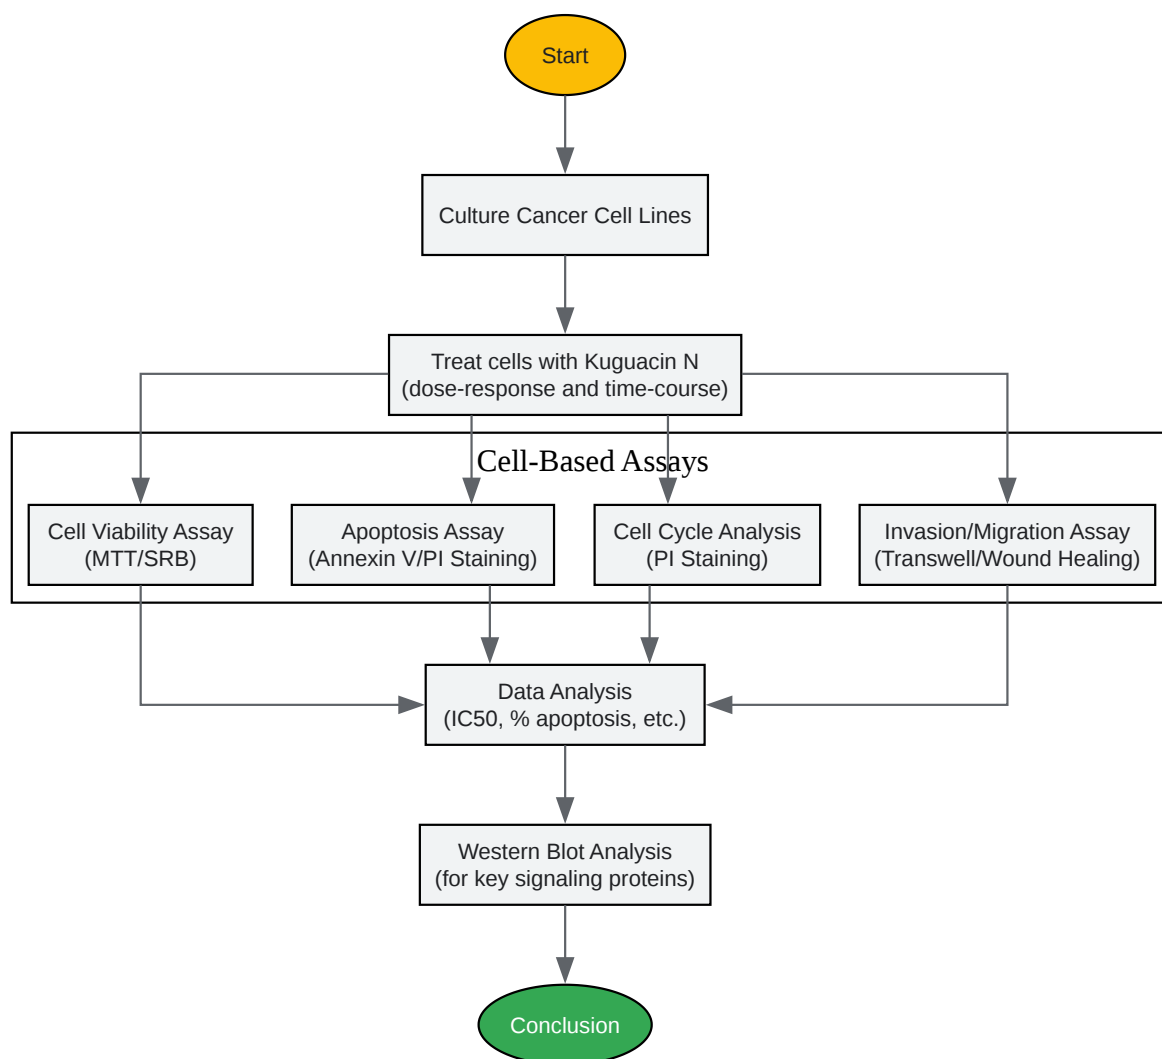 Start
Culture Cancer Cell Lines
Treat cells with Kuguacin N
(dose-response and time-course)
Cell-Based Assays
Cell Viability Assay
(MTT/SRB)
Apoptosis Assay
(Annexin V/PI Staining)
Cell Cycle Analysis
(PI Staining)
Invasion/Migration Assay
(Transwell/Wound Healing)
Data Analysis
(IC50, % apoptosis, etc.)
Western Blot Analysis
(for key signaling proteins)
Conclusion